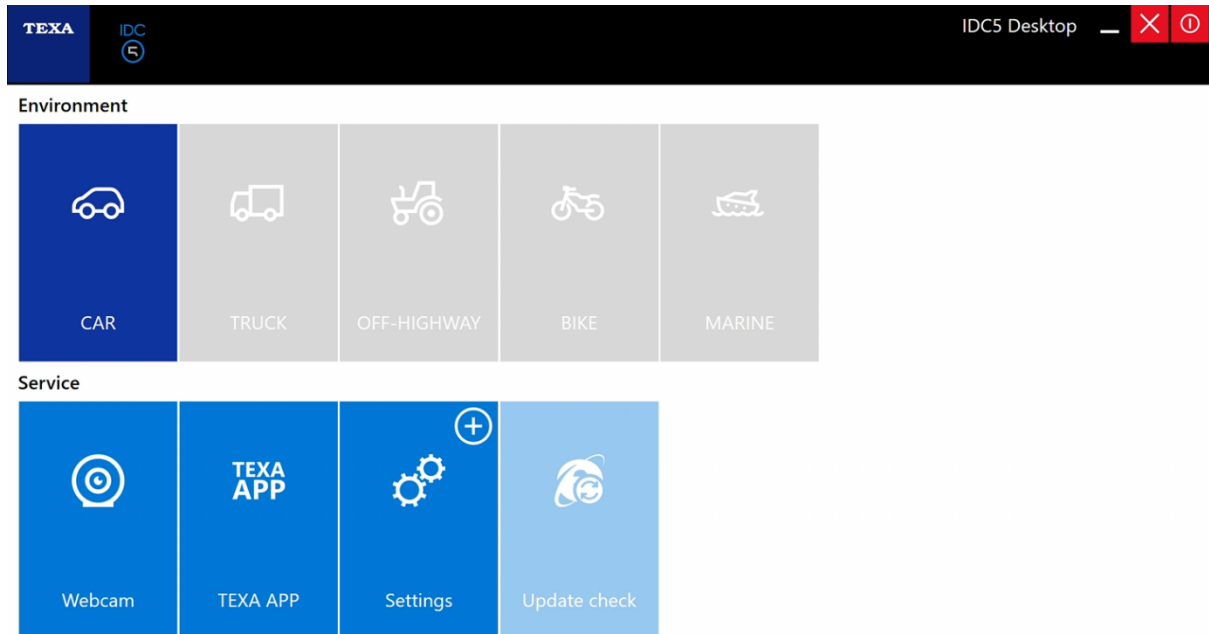 TEXA
IDC
5
IDC5 Desktop
Environment
CAR
TRUCK
OFF-HIGHWAY
BIKE
MARINE
Service
TEXA
APP
Webcam
TEXA APP
Settings
Update check